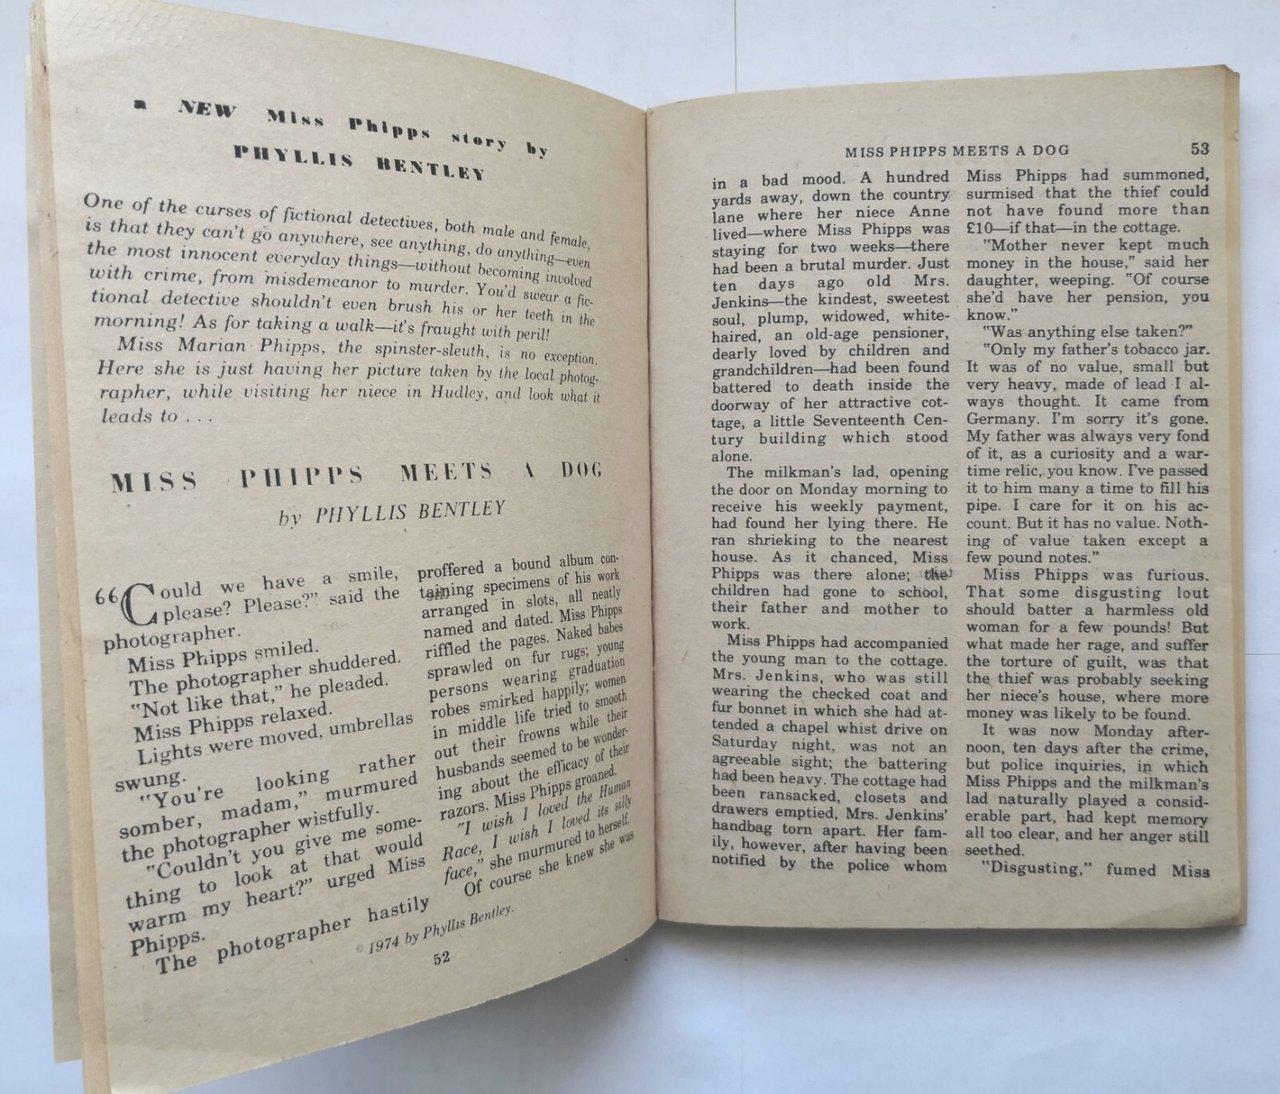 a NEW Miss Phipps story by
PHYLLIS BENTLEY
One of the curses of fictional detectives, both male and female,
is that they can't go anywhere, see anything, do anything—even
the most innocent everyday things—without becoming involved
with crime, from misdemeanor to murder. You'd swear a fic-
tional detective shouldn't even brush his or her teeth in the
morning! As for taking a walk—it's fraught with peril!
Miss Marian Phipps, the spinster-sleuth, is no exception.
Here she is just having her picture taken by the local photog-
rapher, while visiting her niece in Hudley, and look what it
leads to . . .
MISS PHIPPS MEETS A DOG
by PHYLLIS BENTLEY
“Could we have a smile,
please? Please?” said the
photographer.
Miss Phipps smiled.
The photographer shuddered.
“Not like that,” he pleaded.
Miss Phipps relaxed.
Lights were moved, umbrellas
swung.
“You're looking rather
somber, madam,” murmured
the photographer wistfully.
“Couldn't you give me some-
thing to look at that would
warm my heart?” urged Miss
Phipps.
The photographer hastily
proffered a bound album con-
taining specimens of his work
arranged in slots, all neatly
named and dated. Miss Phipps
riffled the pages. Naked babes
sprawled on fur rugs; young
persons wearing graduation
robes smirked happily; women
in middle life tried to smooth
out their frowns while their
husbands seemed to be wonder-
ing about the efficacy of their
razors. Miss Phipps groaned.
“I wish I loved the Human
Race, I wish I loved its silly
face,” she murmured to herself.
Of course she knew she was
© 1974 by Phyllis Bentley.
52
MISS PHIPPS MEETS A DOG 53
in a bad mood. A hundred
yards away, down the country
lane where her niece Anne
lived—where Miss Phipps was
staying for two weeks—there
had been a brutal murder. Just
ten days ago old Mrs.
Jenkins—the kindest, sweetest
soul, plump, widowed, white-
haired, an old-age pensioner,
dearly loved by children and
grandchildren—had been found
battered to death inside the
doorway of her attractive cot-
tage, a little Seventeenth Cen-
tury building which stood
alone.
The milkman's lad, opening
the door on Monday morning to
receive his weekly payment,
had found her lying there. He
ran shrieking to the nearest
house. As it chanced, Miss
Phipps was there alone; the
children had gone to school,
their father and mother to
work.
Miss Phipps had accompanied
the young man to the cottage.
Mrs. Jenkins, who was still
wearing the checked coat and
fur bonnet in which she had at-
tended a chapel whist drive on
Saturday night, was not an
agreeable sight; the battering
had been heavy. The cottage had
been ransacked, closets and
drawers emptied, Mrs. Jenkins'
handbag torn apart. Her fam-
ily, however, after having been
notified by the police whom
Miss Phipps had summoned,
surmised that the thief could
not have found more than
£10—if that—in the cottage.
“Mother never kept much
money in the house,” said her
daughter, weeping. “Of course
she'd have her pension, you
know.”
“Was anything else taken?”
“Only my father's tobacco jar.
It was of no value, small but
very heavy, made of lead I al-
ways thought. It came from
Germany. I'm sorry it's gone.
My father was always very fond
of it, as a curiosity and a war-
time relic, you know. I've passed
it to him many a time to fill his
pipe. I care for it on his ac-
count. But it has no value. Noth-
ing of value taken except a
few pound notes.”
Miss Phipps was furious.
That some disgusting lout
should batter a harmless old
woman for a few pounds! But
what made her rage, and suffer
the torture of guilt, was that
the thief was probably seeking
her niece's house, where more
money was likely to be found.
It was now Monday after-
noon, ten days after the crime,
but police inquiries, in which
Miss Phipps and the milkman's
lad naturally played a consid-
erable part, had kept memory
all too clear, and her anger still
seethed.
“Disgusting,” fumed Miss